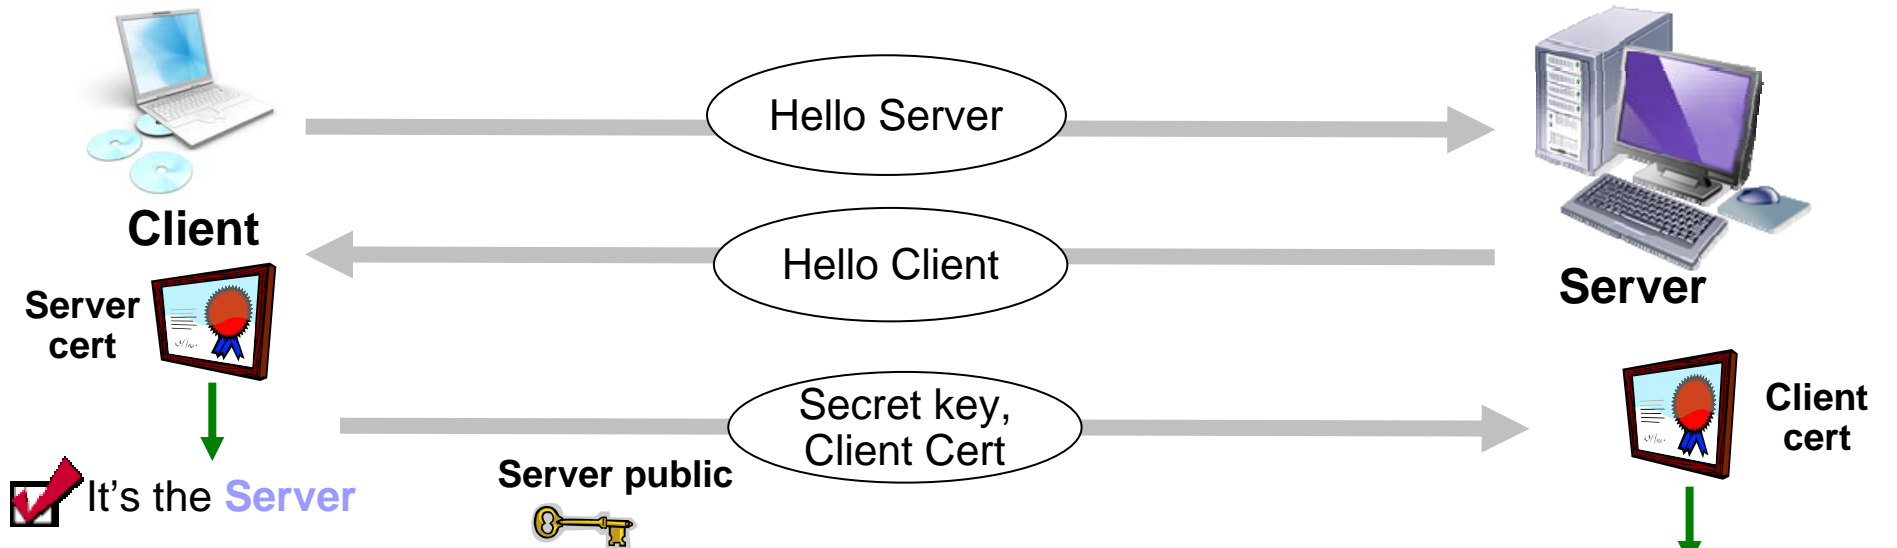 Hello Server
Client
Hello Client
Server
Server
cert
Secret key,
Client Cert
Client
cert
Server public
It's the Server